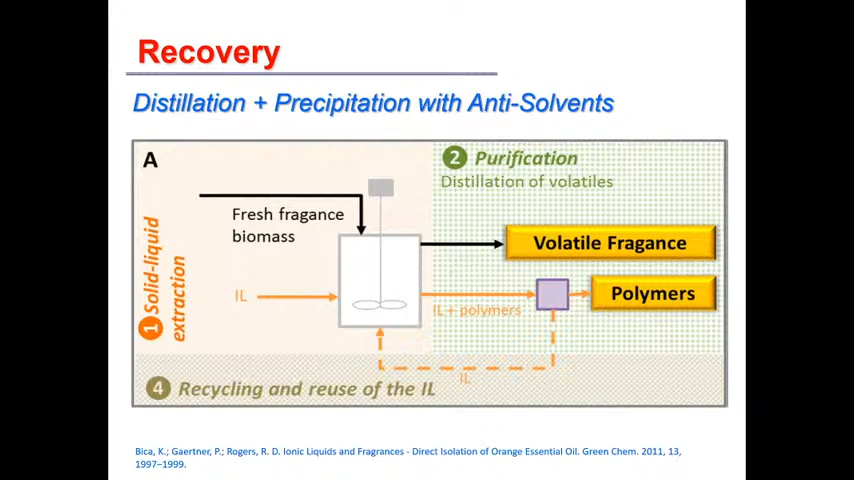 Recovery
Distillation + Precipitation with Anti-Solvents
A
2 Purification
Distillation of volatiles
Fresh fragance
biomass
Volatile Fragance
1 Solid-liquid
extraction
IL
IL + polymers
Polymers
IL
4 Recycling and reuse of the IL
Bica, K.; Gaertner, P.; Rogers, R. D. Ionic Liquids and Fragrances - Direct Isolation of Orange Essential Oil. Green Chem. 2011, 13,
1997–1999.